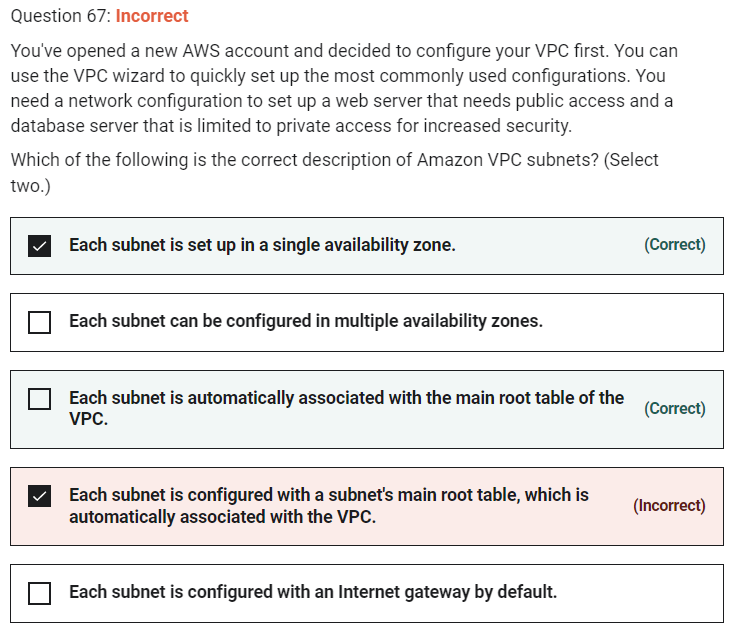 Question 67: Incorrect
You've opened a new AWS account and decided to configure your VPC first. You can
use the VPC wizard to quickly set up the most commonly used configurations. You
need a network configuration to set up a web server that needs public access and a
database server that is limited to private access for increased security.
Which of the following is the correct description of Amazon VPC subnets? (Select
two.)
Each subnet is set up in a single availability zone. (Correct)
Each subnet can be configured in multiple availability zones.
Each subnet is automatically associated with the main root table of the
VPC. (Correct)
Each subnet is configured with a subnet's main root table, which is
automatically associated with the VPC. (Incorrect)
Each subnet is configured with an Internet gateway by default.